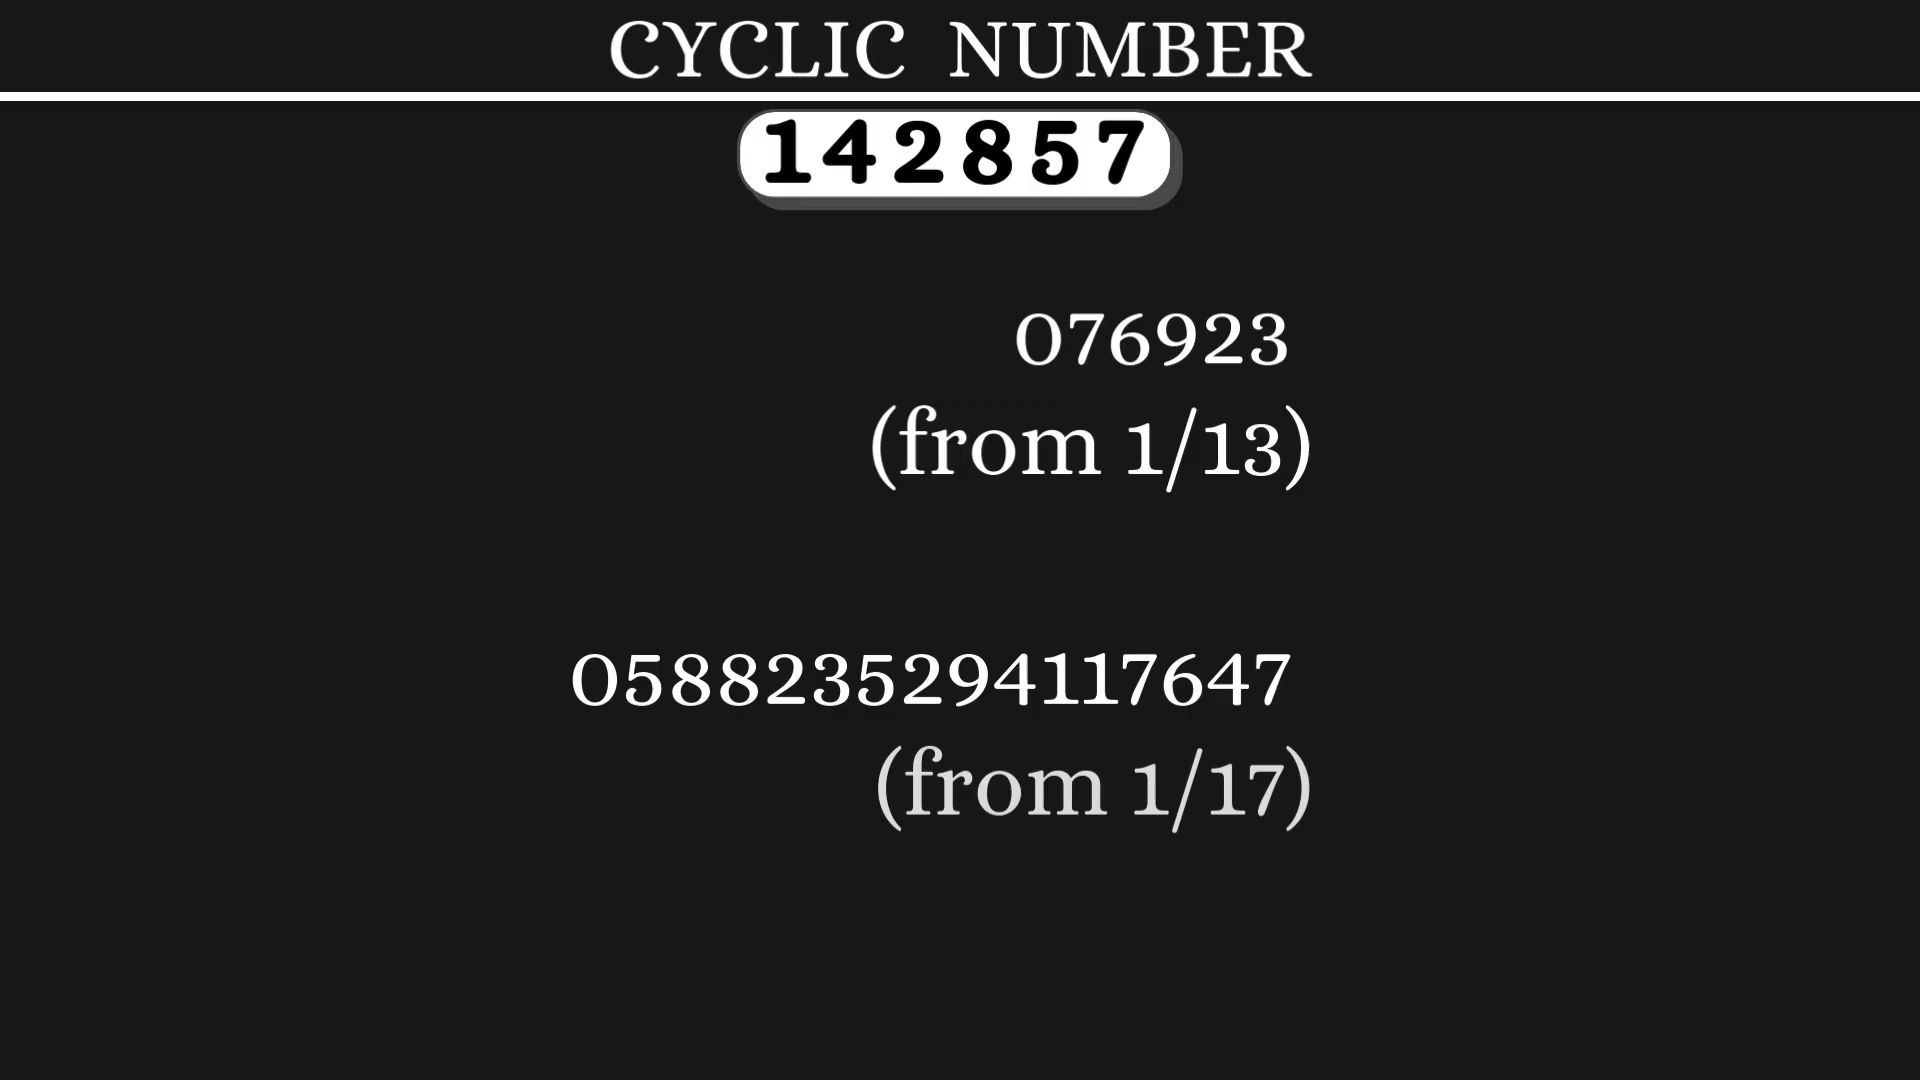 CYCLIC NUMBER
142857
076923
(from 1/13)
0588235294117647
(from 1/17)